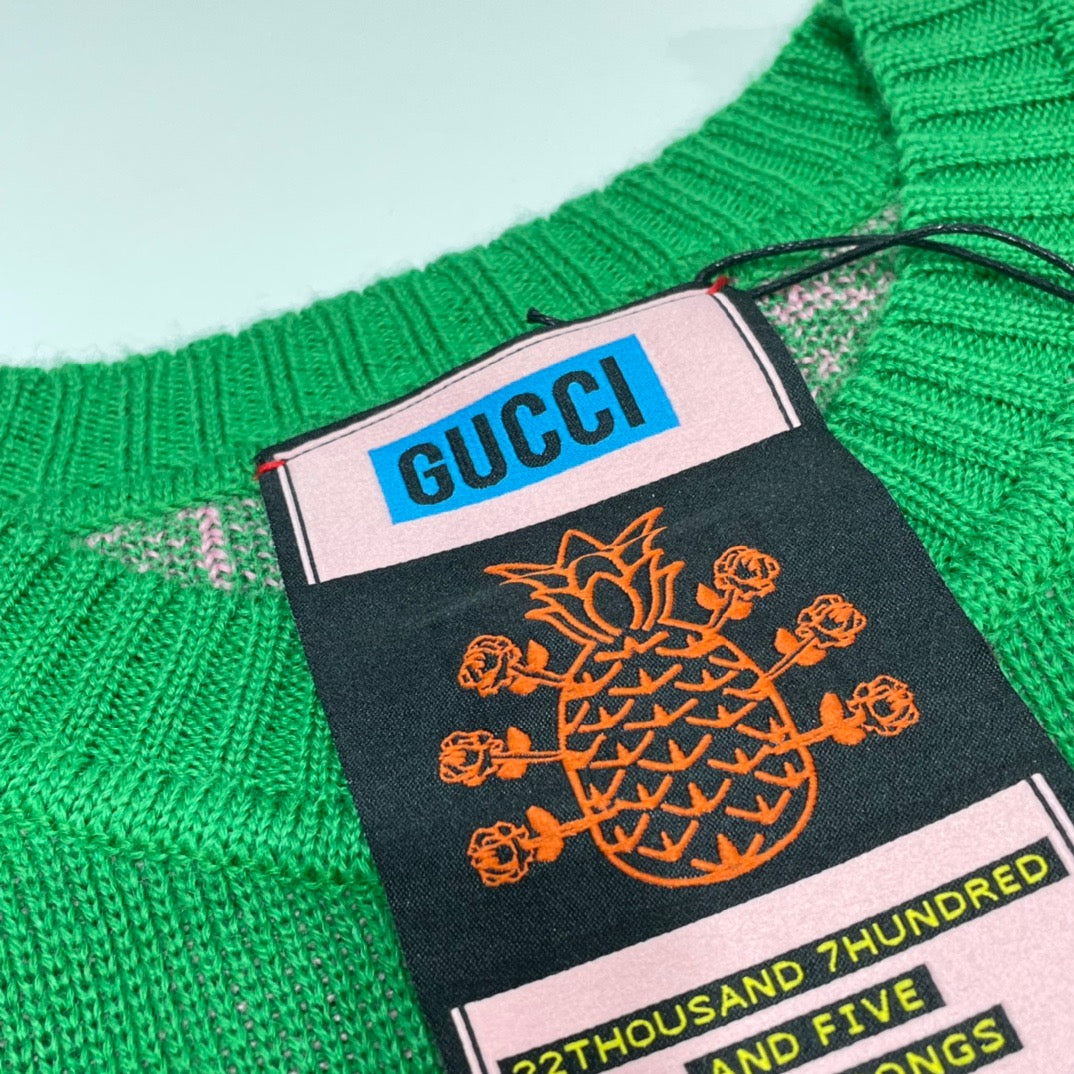 GUCCI
22THOUSAND 7HUNDRED
AND FIVE